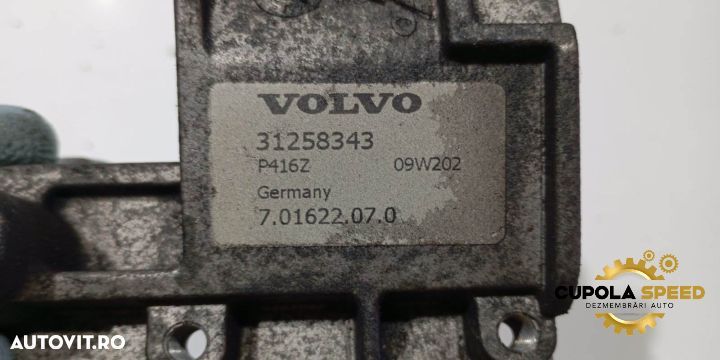 VOLVO
31258343
P416Z 09W202
Germany
7.01622.07.0
CUPOLA SPEED
DEZMEMBRĂRI AUTO
AUTOVIT.RO